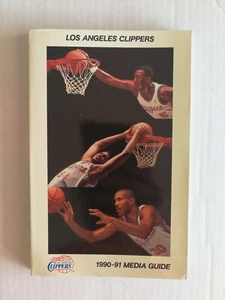 LOS ANGELES CLIPPERS
CLIPPERS
1990-91 MEDIA GUIDE